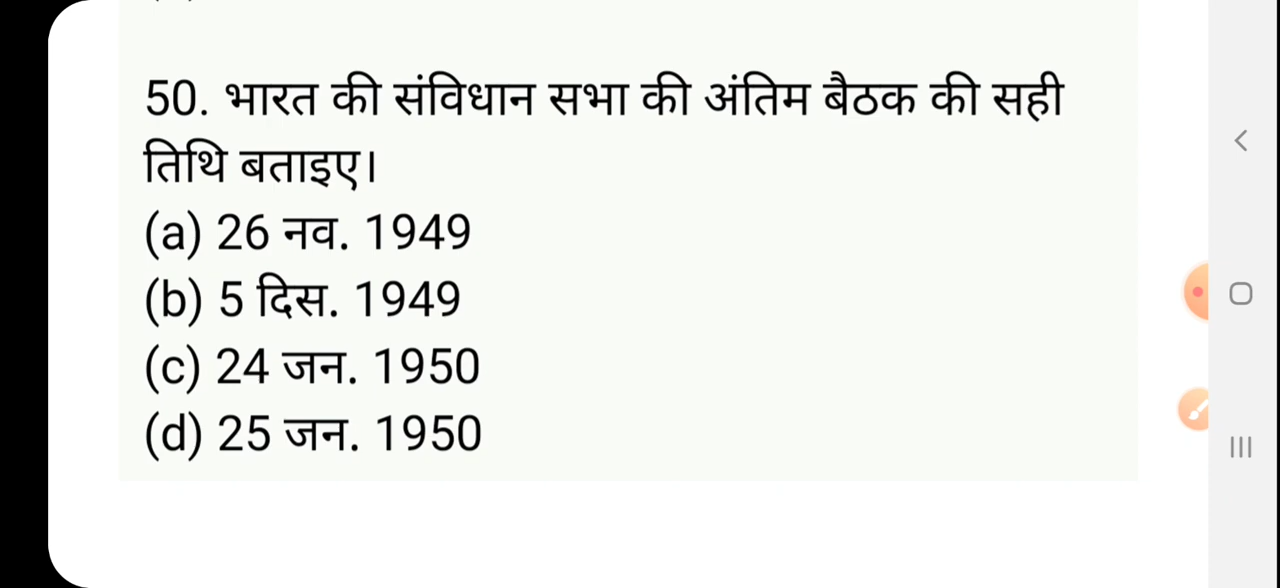 50. भारत की संविधान सभा की अंतिम बैठक की सही
तिथि बताइए।
(a) 26 नव. 1949
(b) 5 दिस. 1949
(c) 24 जन. 1950
(d) 25 जन. 1950